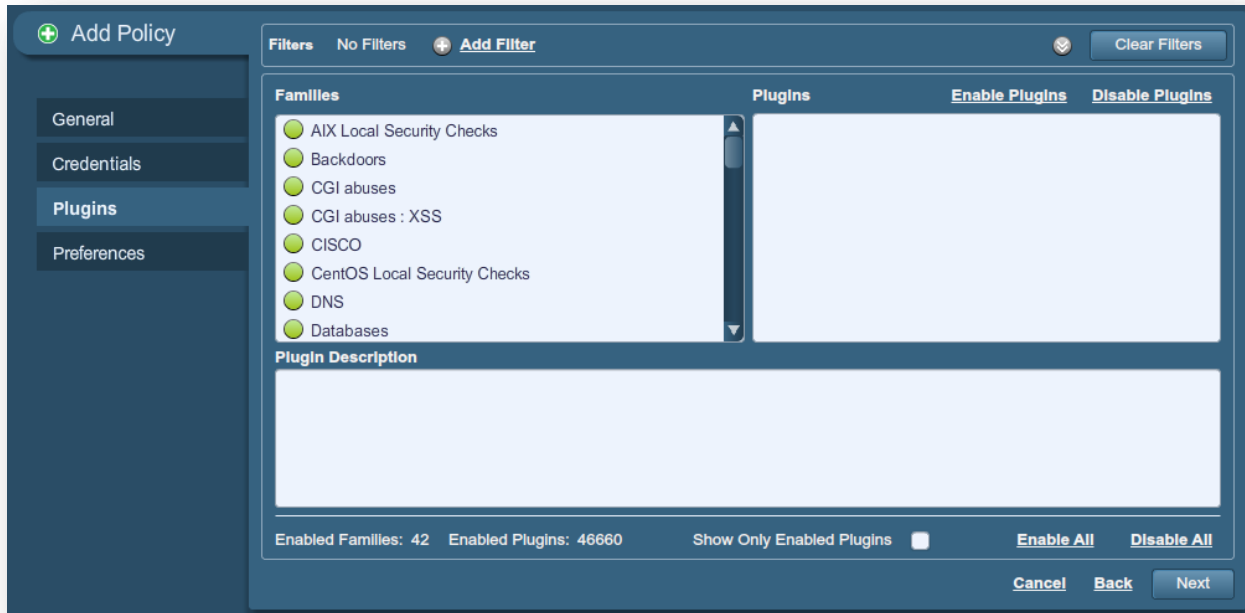 Add Policy
General
Credentials
Plugins
Preferences
Filters No Filters Add Filter Clear Filters
Families
AIX Local Security Checks
Backdoors
CGI abuses
CGI abuses : XSS
CISCO
CentOS Local Security Checks
DNS
Databases
Plugins Enable Plugins Disable Plugins
Plugin Description
Enabled Families: 42 Enabled Plugins: 46660 Show Only Enabled Plugins Enable All Disable All
Cancel Back Next